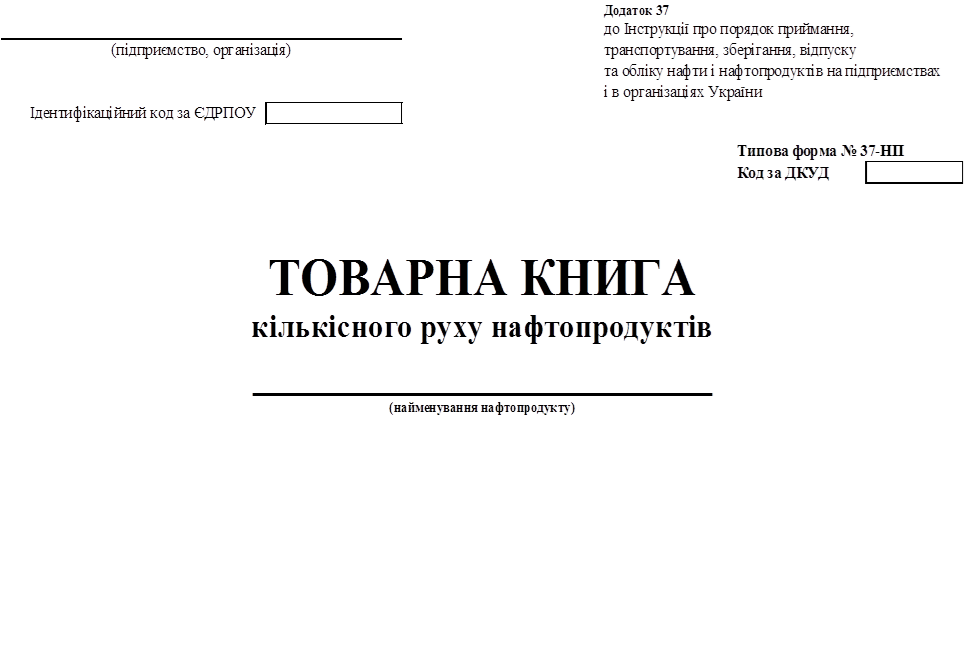 (підприємство, організація)
Ідентифікаційний код за ЄДРПОУ
Додаток 37
до Інструкції про порядок приймання,
транспортування, зберігання, відпуску
та обліку нафти і нафтопродуктів на підприємствах
і в організаціях України
Типова форма № 37-НП
Код за ДКУД
ТОВАРНА КНИГА
кількісного руху нафтопродуктів
(найменування нафтопродукту)